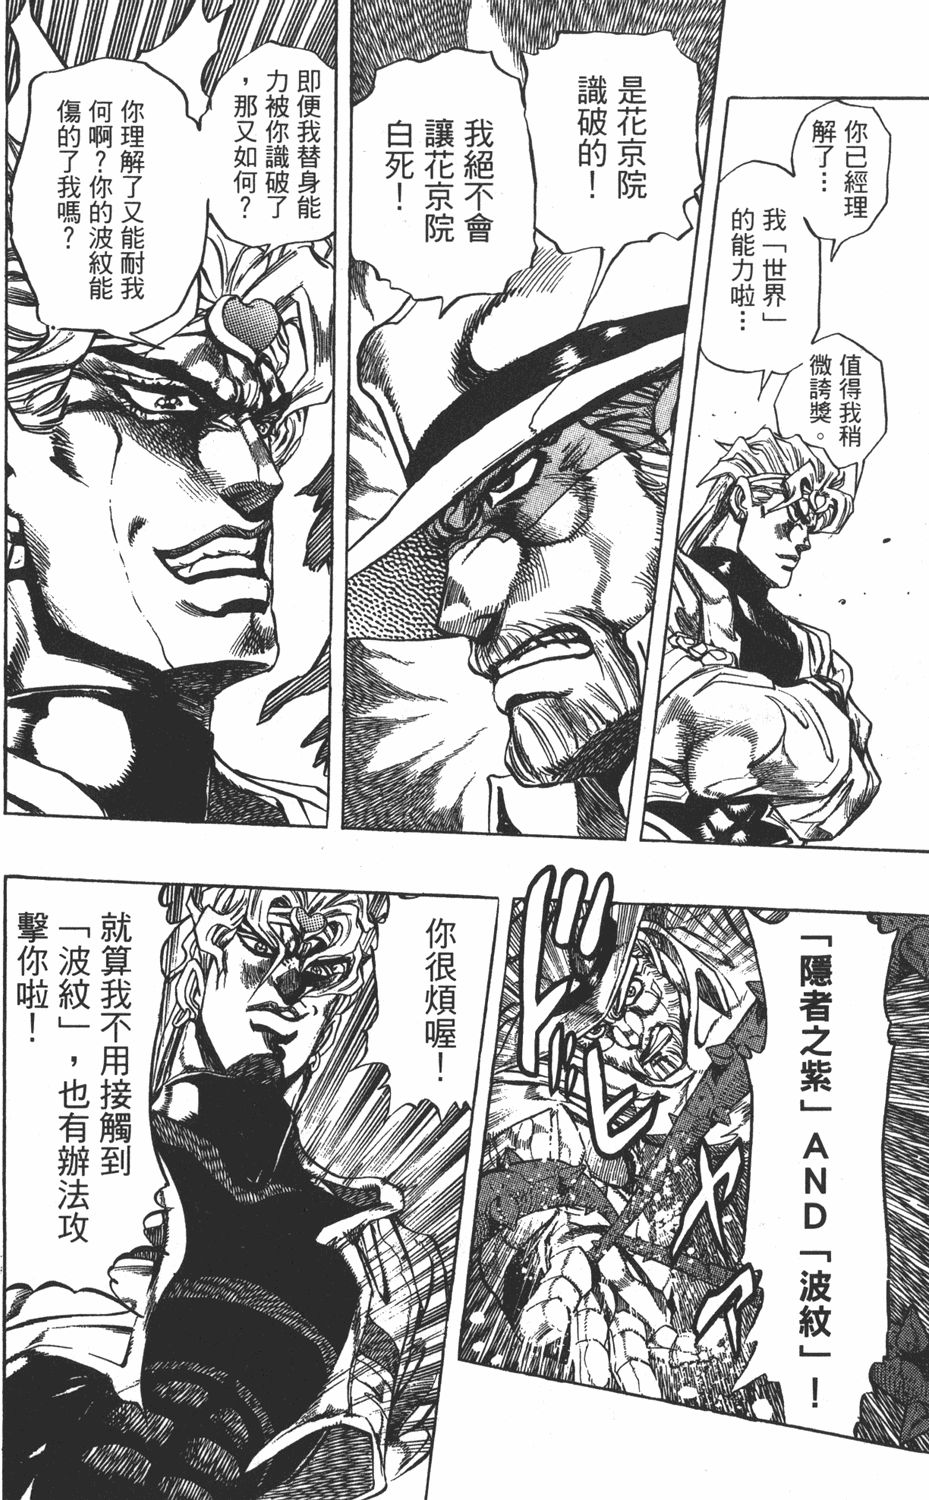 你已經理
解了…
我「世界」
的能力啦…
值得我稍
微誇獎。
是花京院
識破的！
我絕不會
讓花京院
白死！
即便我替身能
力被你識破了
，那又如何？
你理解了又能耐我
何啊？你的波紋能
傷的了我嗎？
「隱者之紫」AND「波紋」！
ドドド
メメタ
你很煩喔！
就算我不用接觸到
「波紋」，也有辦法攻
擊你啦！